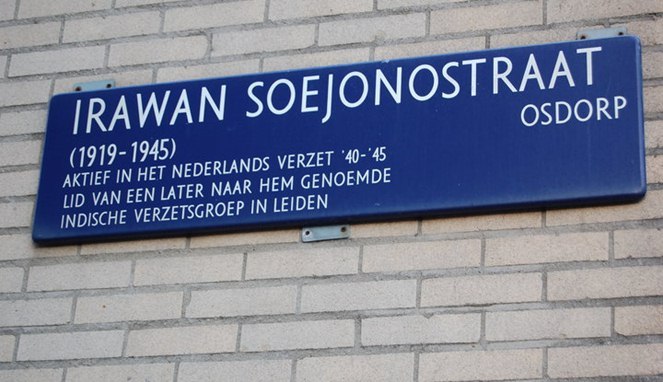 IRAWAN SOEJONOSTRAAT
OSDORP
(1919-1945)
AKTIEF IN HET NEDERLANDS VERZET '40-'45
LID VAN EEN LATER NAAR HEM GENOEMDE
INDISCHE VERZETSGROEP IN LEIDEN